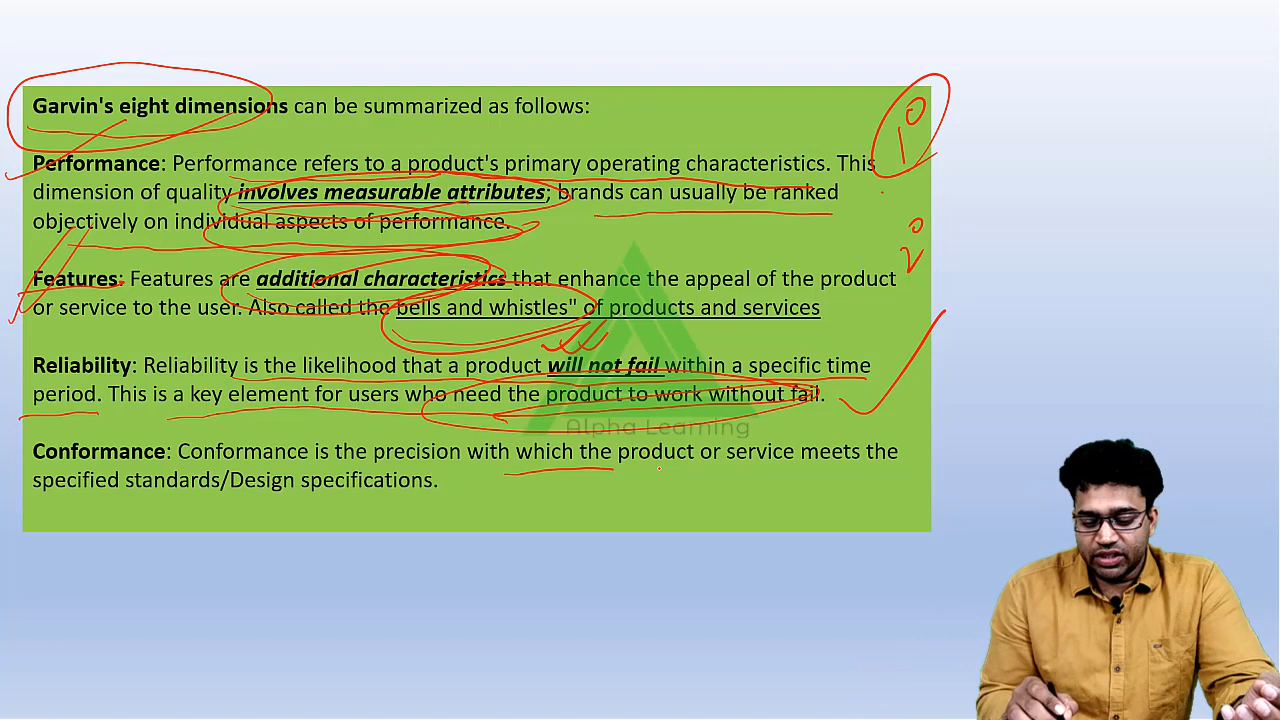 Garvin's eight dimensions can be summarized as follows:
Performance: Performance refers to a product's primary operating characteristics. This
dimension of quality involves measurable attributes; brands can usually be ranked
objectively on individual aspects of performance.
Features: Features are additional characteristics that enhance the appeal of the product
or service to the user. Also called the bells and whistles" of products and services
Reliability: Reliability is the likelihood that a product will not fail within a specific time
period. This is a key element for users who need the product to work without fail.
Alpha Learning
Conformance: Conformance is the precision with which the product or service meets the
specified standards/Design specifications.
1⁰
2⁰